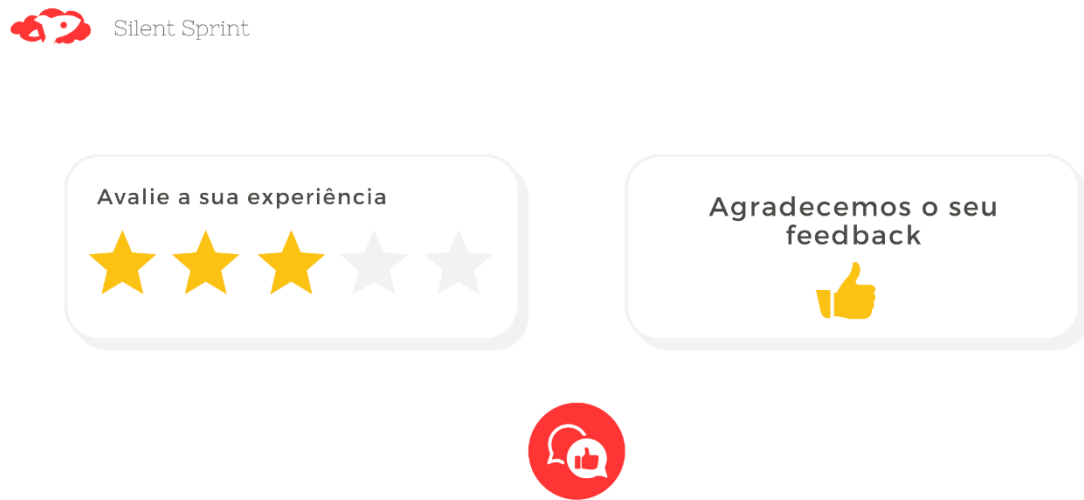 Silent Sprint
Avalie a sua experiência
Agradecemos o seu
feedback